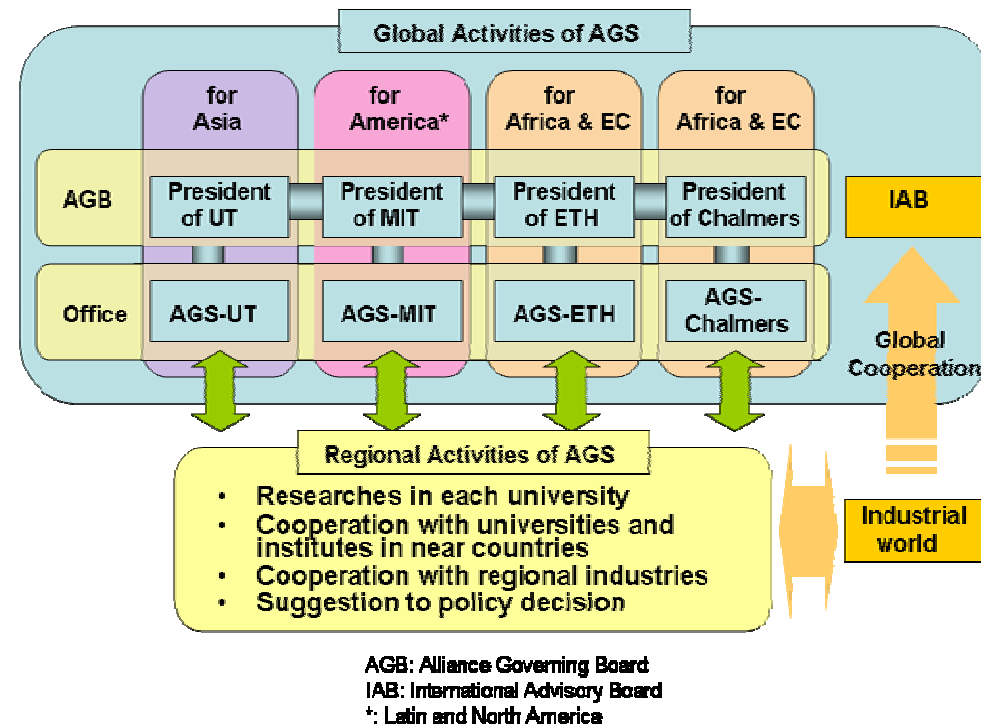 Global Activities of AGS
for
Asia
for
America*
for
Africa & EC
for
Africa & EC
AGB
President
of UT
President
of MIT
President
of ETH
President
of Chalmers
IAB
Office
AGS-UT
AGS-MIT
AGS-ETH
AGS-
Chalmers
Global
Cooperation
Regional Activities of AGS
• Researches in each university
• Cooperation with universities and
institutes in near countries
• Cooperation with regional industries
• Suggestion to policy decision
Industrial
world
AGB: Alliance Governing Board
IAB: International Advisory Board
*: Latin and North America